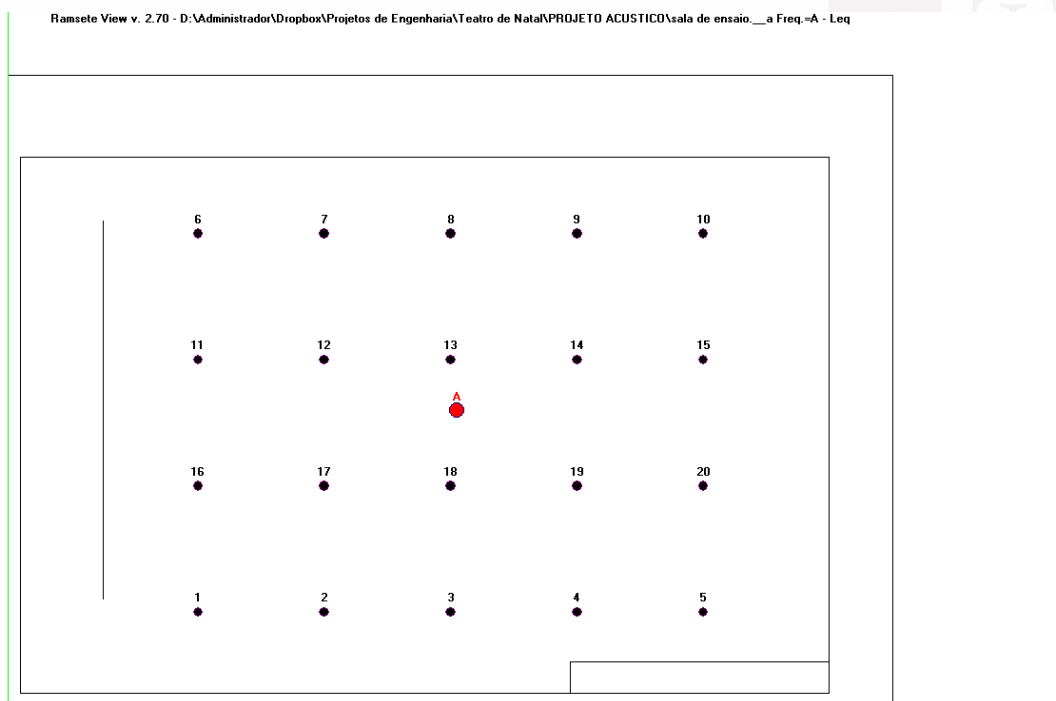 Ramsete View v. 2.70 - D:\Administrador\Dropbox\Projetos de Engenharia\Teatro de Natal\PROJETO ACUSTICO\sala de ensaio.__a Freq.=A - Leq
6 7 8 9 10
11 12 13 14 15
A
16 17 18 19 20
1 2 3 4 5